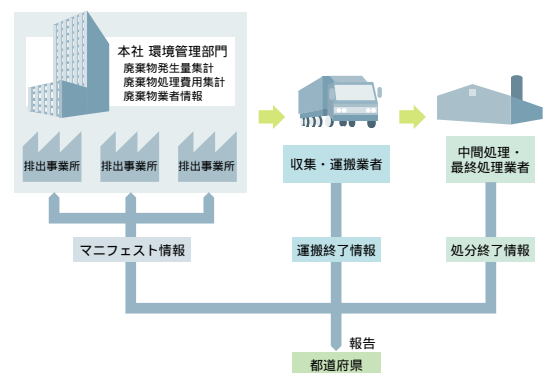 本社 環境管理部門
廃棄物発生量集計
廃棄物処理費用集計
廃棄物業者情報
排出事業所
排出事業所
排出事業所
収集・運搬業者
中間処理・
最終処理業者
マニフェスト情報
運搬終了情報
処分終了情報
報告
都道府県